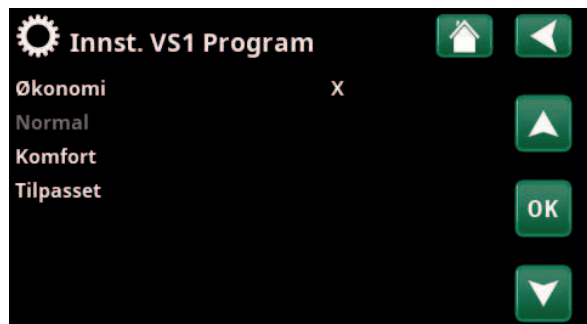 Innst. VS1 Program
Økonomi X
Normal
Komfort
Tilpasset
OK